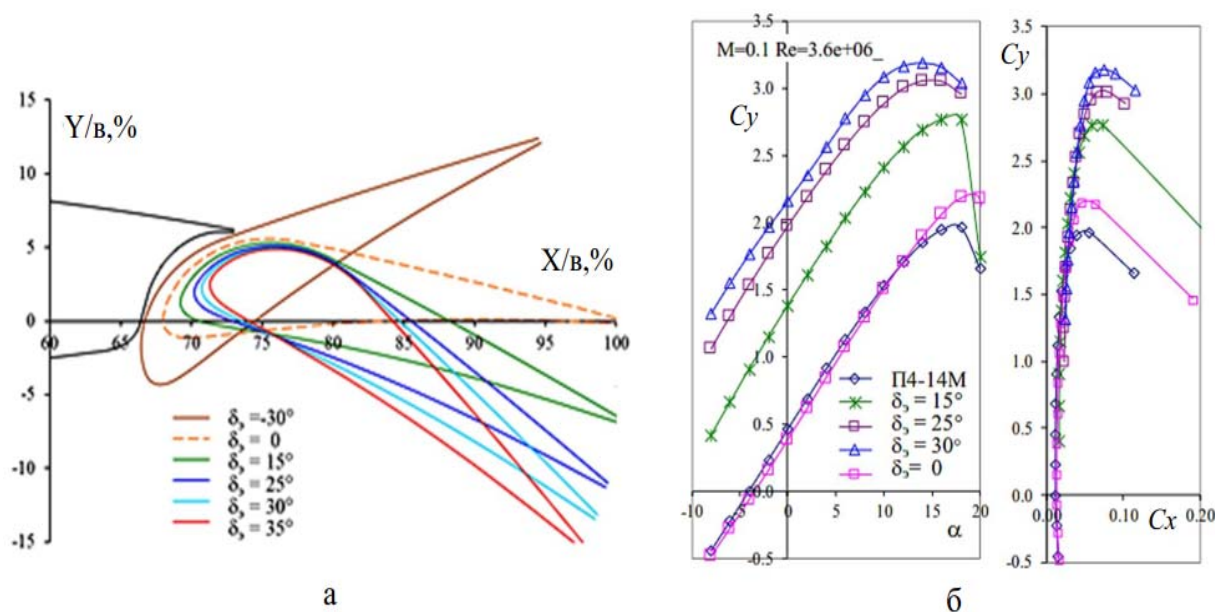 Y/в,%
X/в,%
15
10
5
0
-5
-10
-15
60 65 70 75 80 85 90 95 100
δэ =-30°
δэ = 0
δэ = 15°
δэ = 25°
δэ = 30°
δэ = 35°
а
M=0.1 Re=3.6e+06_
Cy
3.5
3.0
2.5
2.0
1.5
1.0
0.5
0.0
-0.5
-10 0 10 20
α
П4-14М
δэ = 15°
δэ = 25°
δэ = 30°
δэ= 0
Cy
3.5
3.0
2.5
2.0
1.5
1.0
0.5
0.0
-0.5
0.00 0.10 0.20
Cx
б